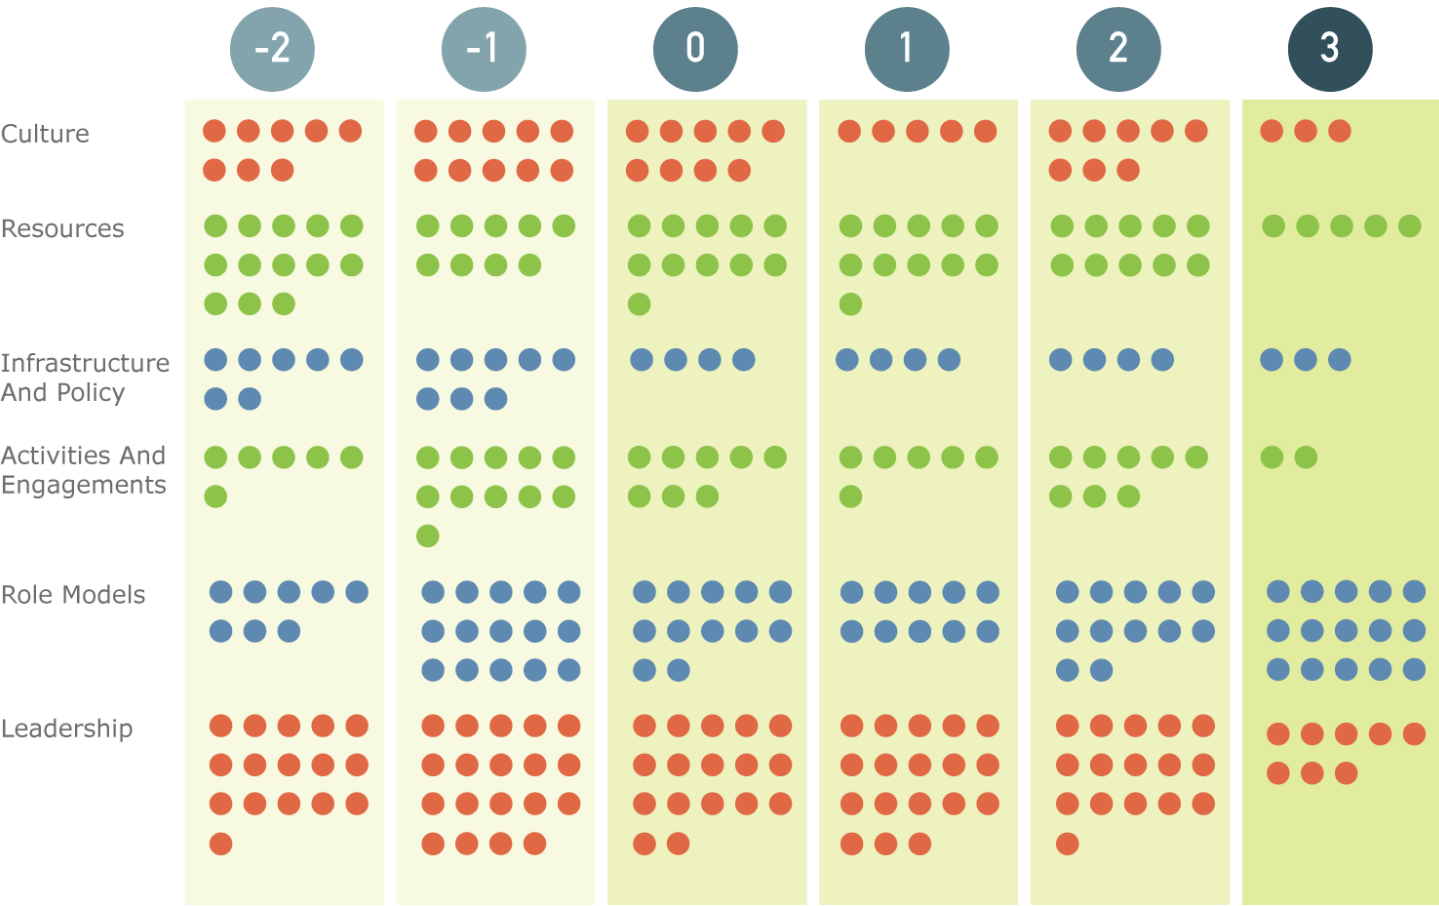 -2 -1 0 1 2 3
Culture
Resources
Infrastructure
And Policy
Activities And
Engagements
Role Models
Leadership